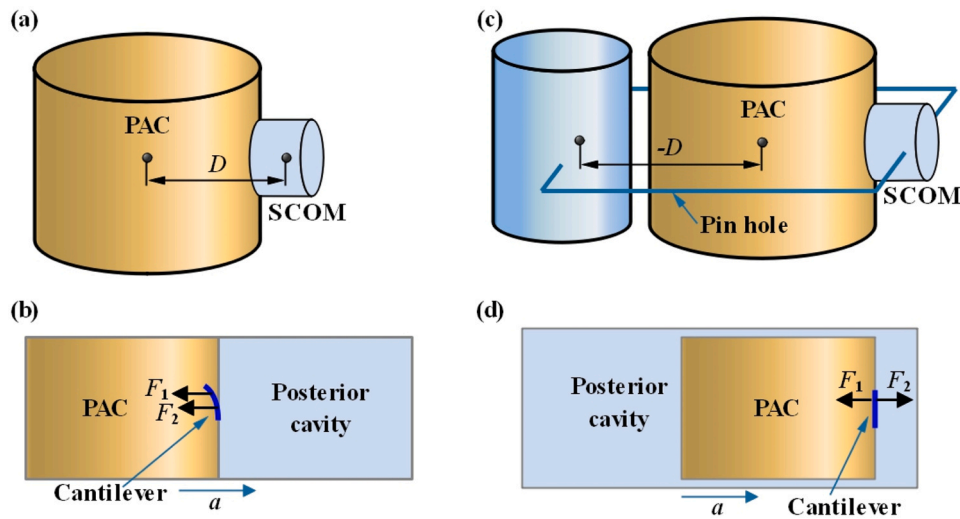 (a)
PAC
D
SCOM
(b)
F1
F2
PAC
Posterior
cavity
Cantilever
a
(c)
PAC
-D
SCOM
Pin hole
(d)
Posterior
cavity
PAC
F1
F2
a
Cantilever